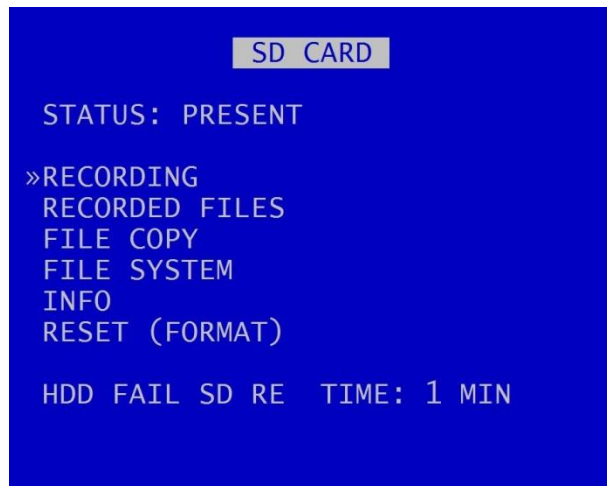 SD CARD
STATUS: PRESENT
»RECORDING
RECORDED FILES
FILE COPY
FILE SYSTEM
INFO
RESET (FORMAT)
HDD FAIL SD RE TIME: 1 MIN